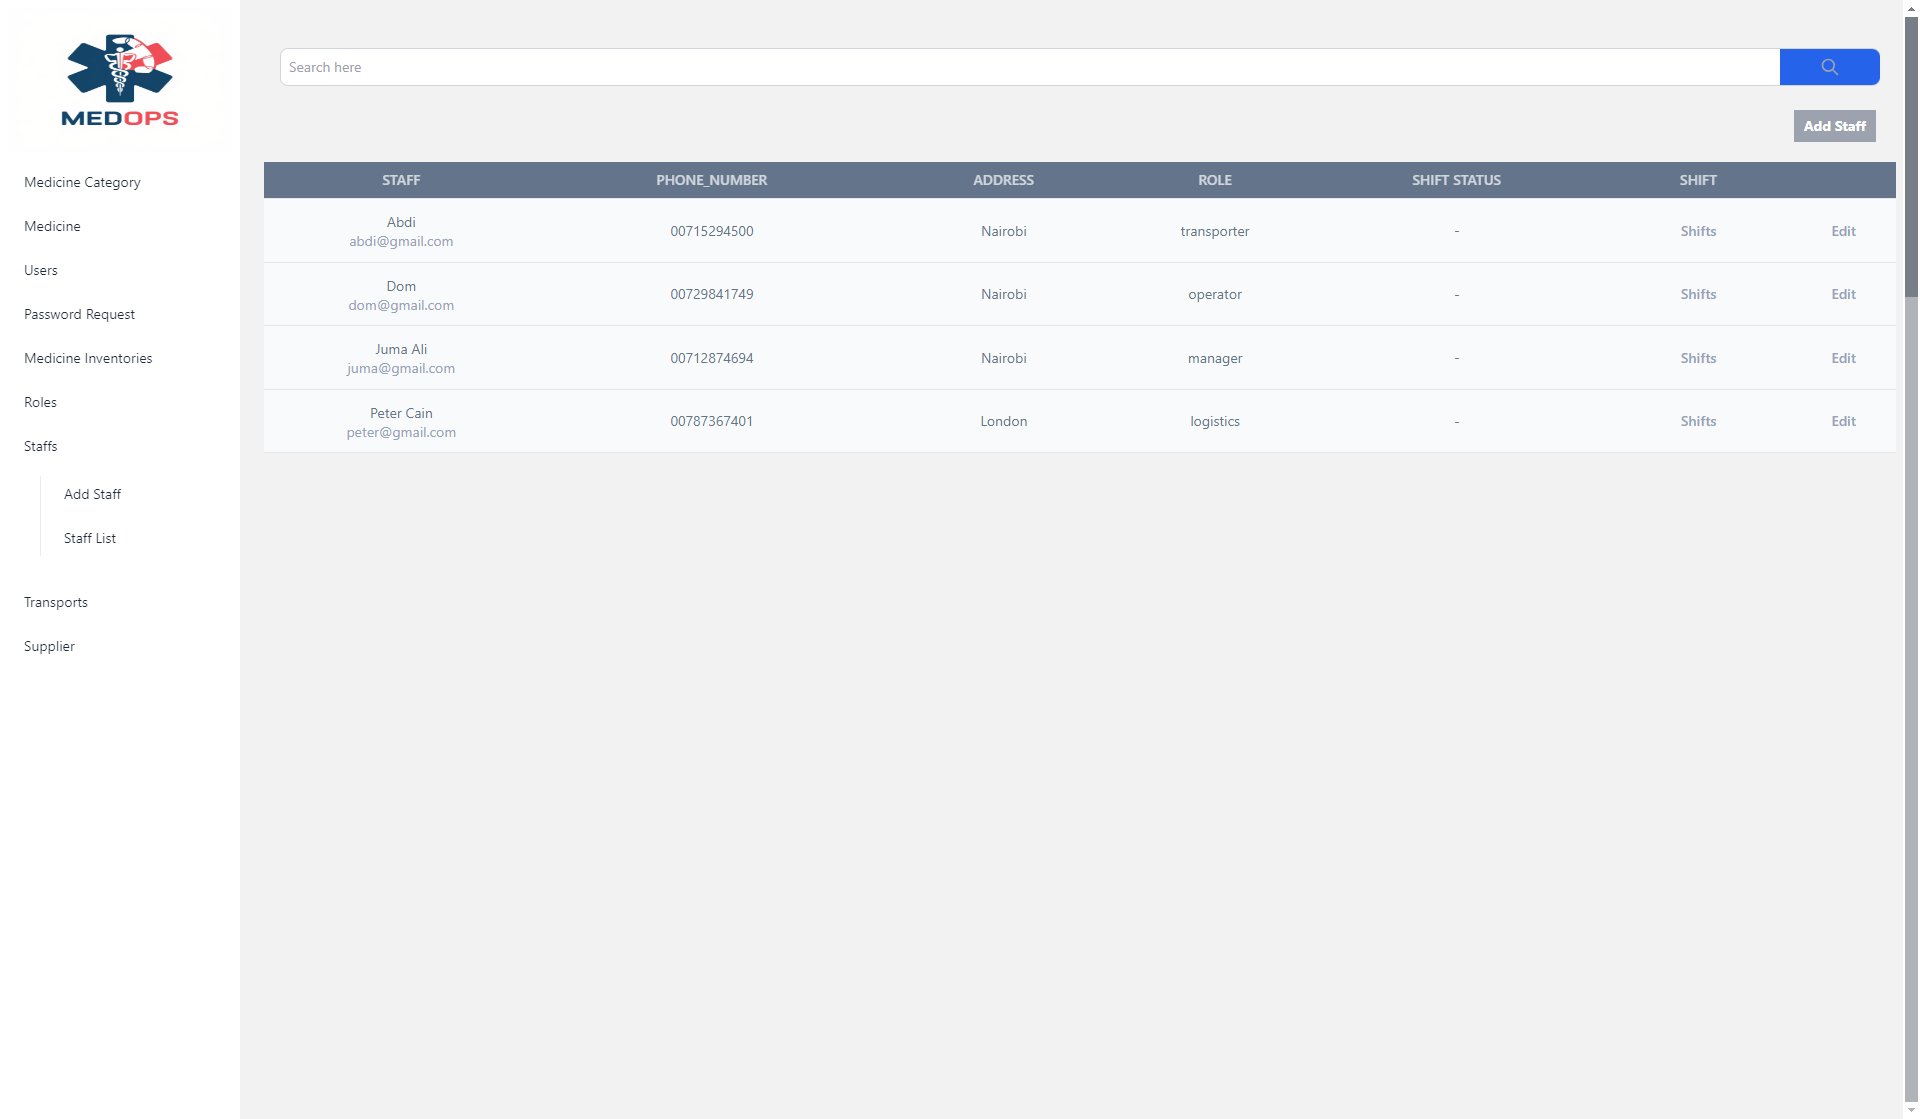 MEDOPS
Medicine Category
Medicine
Users
Password Request
Medicine Inventories
Roles
Staffs
Add Staff
Staff List
Transports
Supplier
Search here
Add Staff
STAFF PHONE_NUMBER ADDRESS ROLE SHIFT STATUS SHIFT
Abdi
abdi@gmail.com
00715294500 Nairobi transporter - Shifts Edit
Dom
dom@gmail.com
00729841749 Nairobi operator - Shifts Edit
Juma Ali
juma@gmail.com
00712874694 Nairobi manager - Shifts Edit
Peter Cain
peter@gmail.com
00787367401 London logistics - Shifts Edit